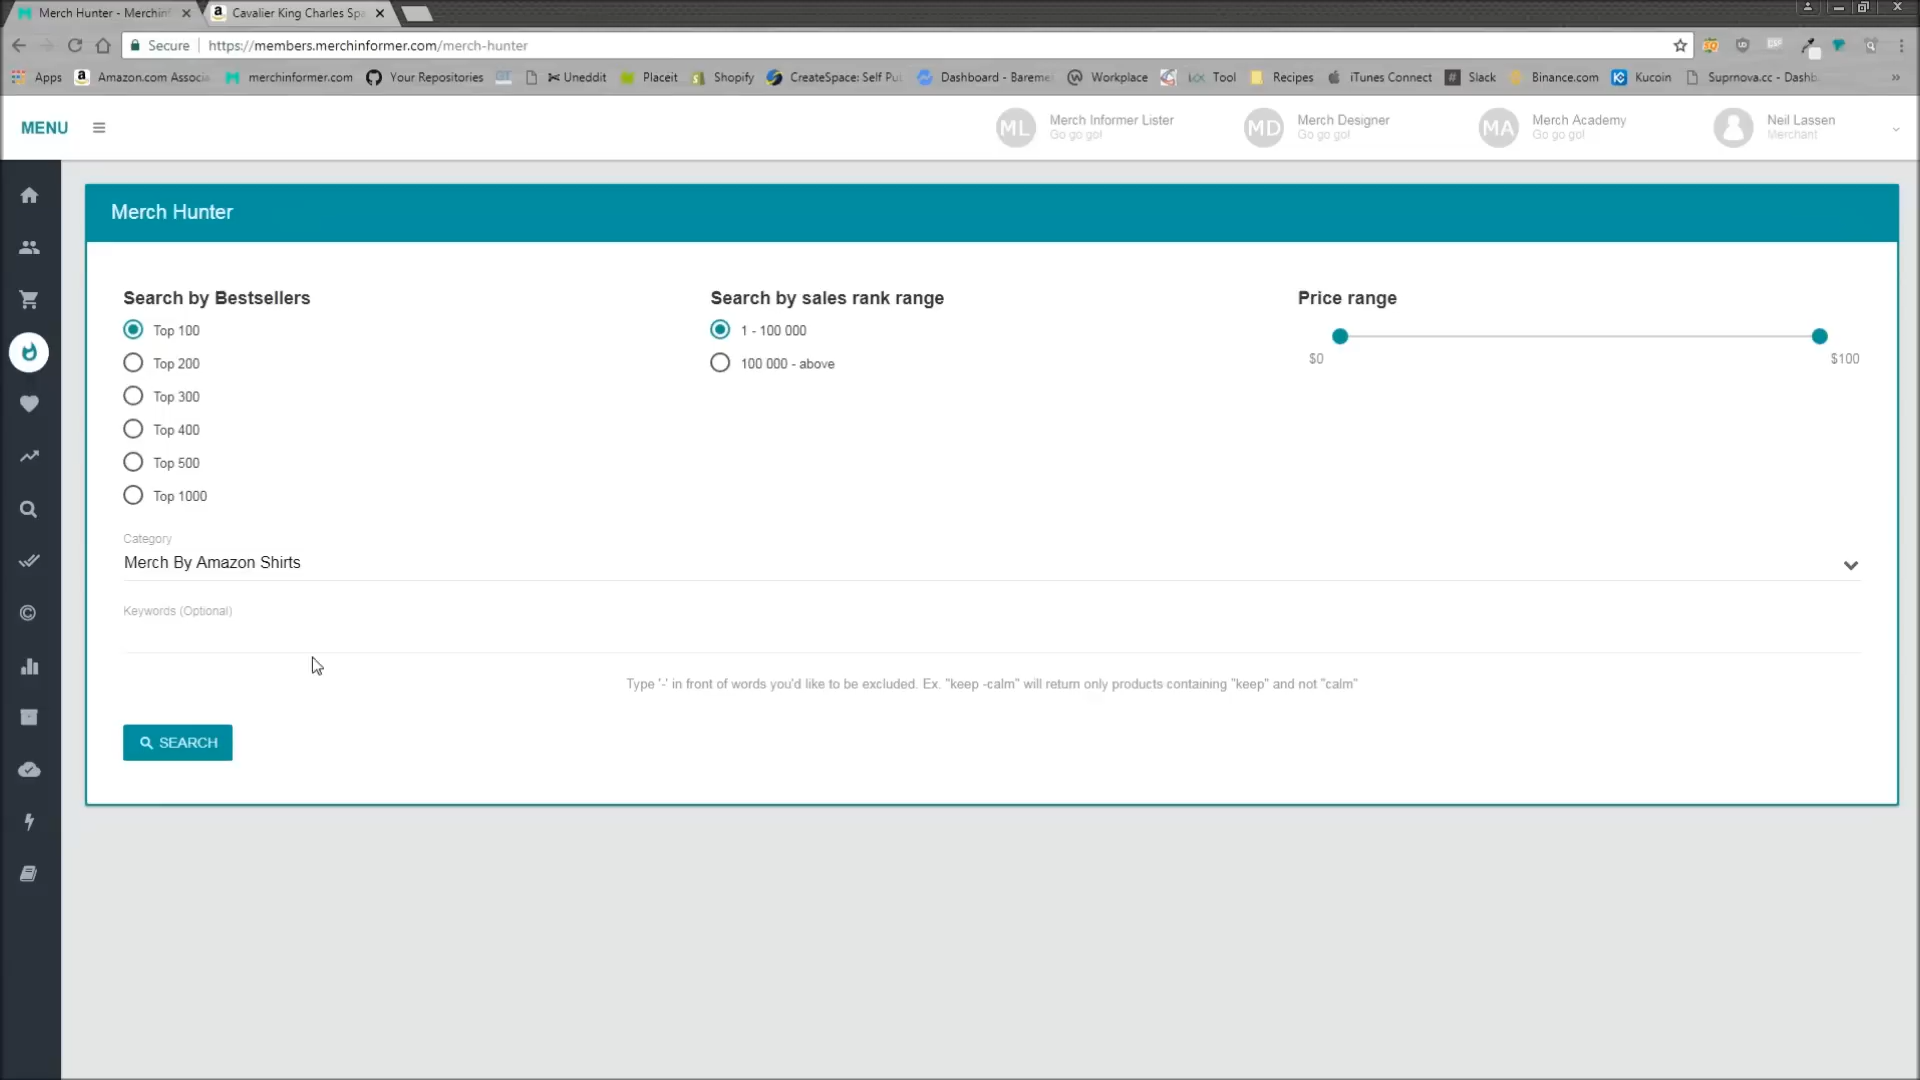 Merch Hunter - Merchinf
Cavalier King Charles Spa
Secure
https://members.merchinformer.com/merch-hunter
Apps
Amazon.com Associa
merchinformer.com
Your Repositories
Uneddit
Placeit
Shopify
CreateSpace: Self Pu
Dashboard - Bareme
Workplace
Tool
Recipes
iTunes Connect
Slack
Binance.com
Kucoin
Suprnova.cc - Dashb
»
MENU
ML
Merch Informer Lister
Go go go!
MD
Merch Designer
Go go go!
MA
Merch Academy
Go go go!
Neil Lassen
Merchant
Merch Hunter
Search by Bestsellers
Top 100
Top 200
Top 300
Top 400
Top 500
Top 1000
Search by sales rank range
1 - 100 000
100 000 - above
Price range
$0
$100
Category
Merch By Amazon Shirts
Keywords (Optional)
Type '-' in front of words you'd like to be excluded. Ex. "keep -calm" will return only products containing "keep" and not "calm"
SEARCH